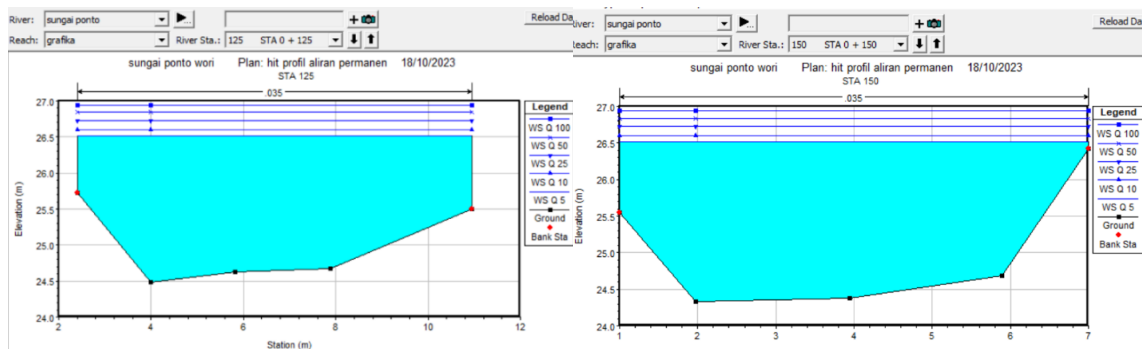 River: sungai ponto
Reload Da
Reach: grafika River Sta.: 125 STA 0 + 125
sungai ponto wori Plan: hit profil aliran permanen 18/10/2023
STA 125
.035
27.0
26.5
26.0
25.5
25.0
24.5
24.0
Elevation (m)
2 4 6 8 10 12
Station (m)
Legend
WS Q 100
WS Q 50
WS Q 25
WS Q 10
WS Q 5
Ground
Bank Sta
River: sungai ponto
Reload Da
Reach: grafika River Sta.: 150 STA 0 + 150
sungai ponto wori Plan: hit profil aliran permanen 18/10/2023
STA 150
.035
27.0
26.5
26.0
25.5
25.0
24.5
24.0
Elevation (m)
1 2 3 4 5 6 7
Legend
WS Q 100
WS Q 50
WS Q 25
WS Q 10
WS Q 5
Ground
Bank Sta